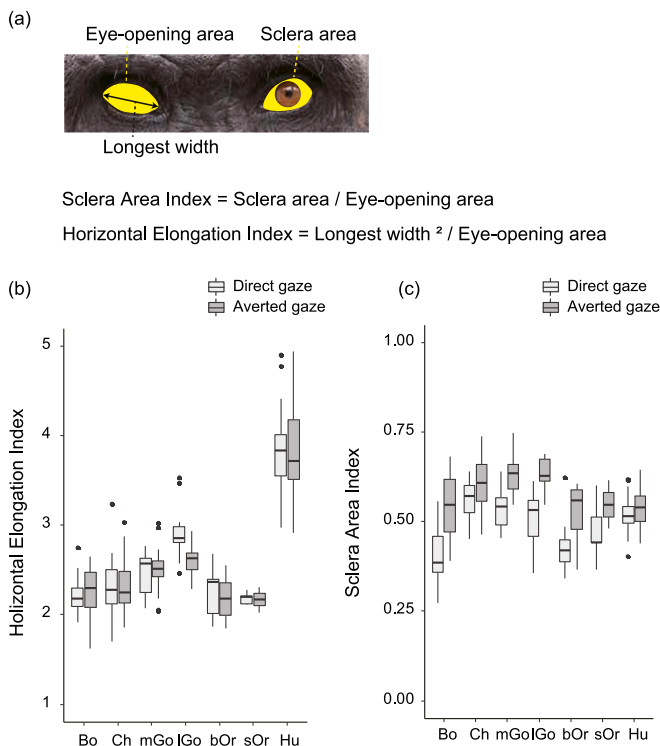 (a)
Eye-opening area
Sclera area
Longest width
Sclera Area Index = Sclera area / Eye-opening area
Horizontal Elongation Index = Longest width ² / Eye-opening area
(b)
Direct gaze
Averted gaze
Holizontal Elongation Index
5
4
3
2
1
Bo Ch mGo lGo bOr sOr Hu
(c)
Direct gaze
Averted gaze
Sclera Area Index
1.00
0.75
0.50
0.25
0.00
Bo Ch mGo lGo bOr sOr Hu